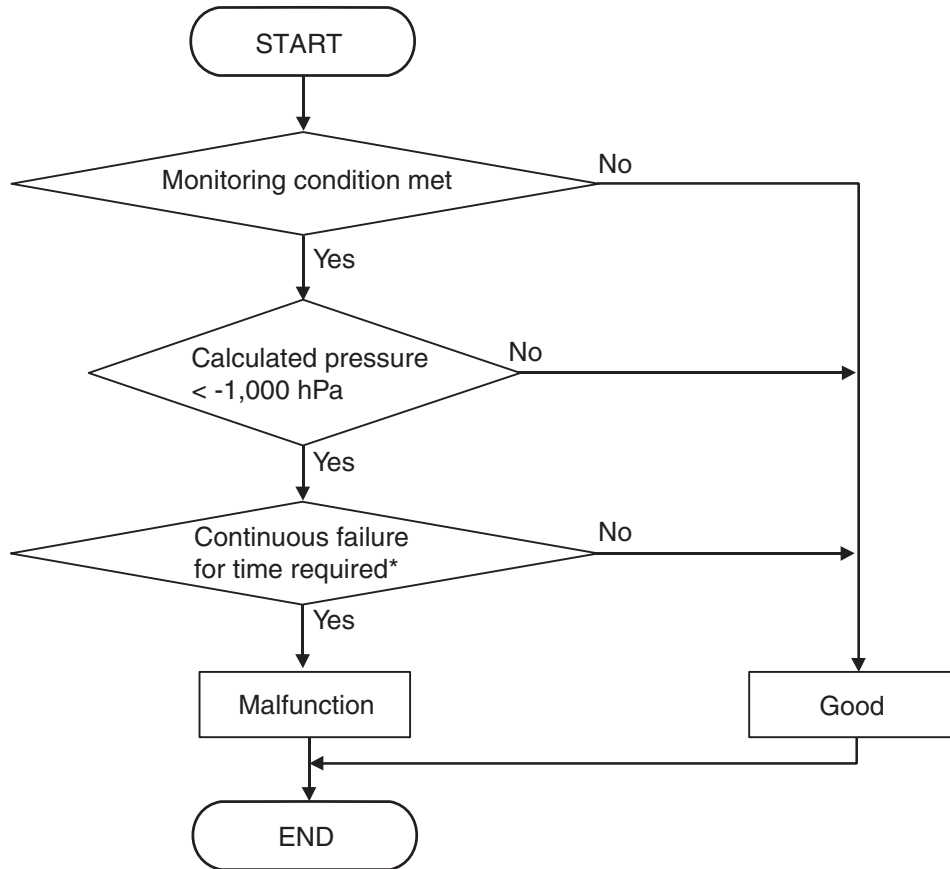 START
Monitoring condition met
No
Yes
Calculated pressure
< -1,000 hPa
No
Yes
Continuous failure
for time required*
No
Yes
Malfunction
Good
END